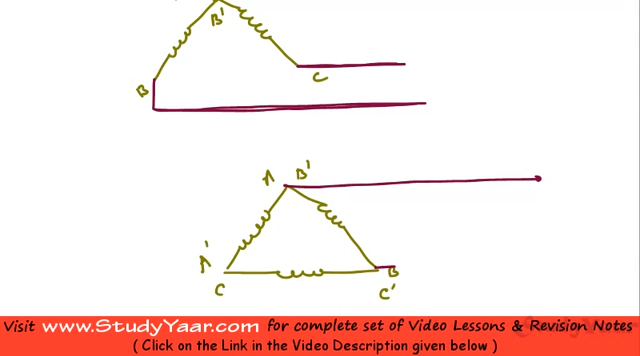 B'
B
C
A B'
A'
C
B
C'
Visit www.StudyYaar.com for complete set of Video Lessons & Revision Notes
( Click on the Link in the Video Description given below )